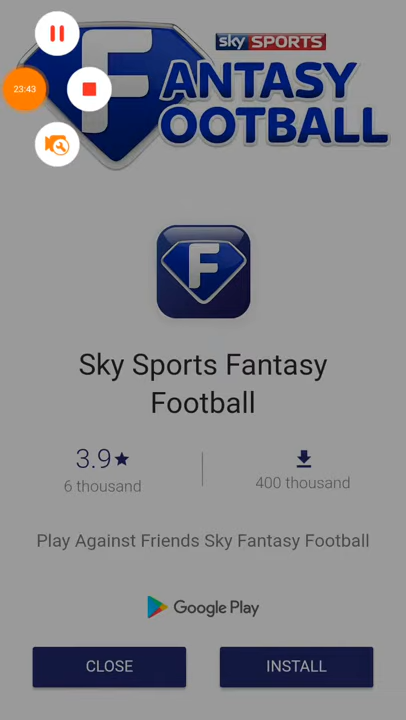 sky SPORTS
FANTASY
FOOTBALL
23:43
F
Sky Sports Fantasy
Football
3.9★
6 thousand
400 thousand
Play Against Friends Sky Fantasy Football
Google Play
CLOSE
INSTALL